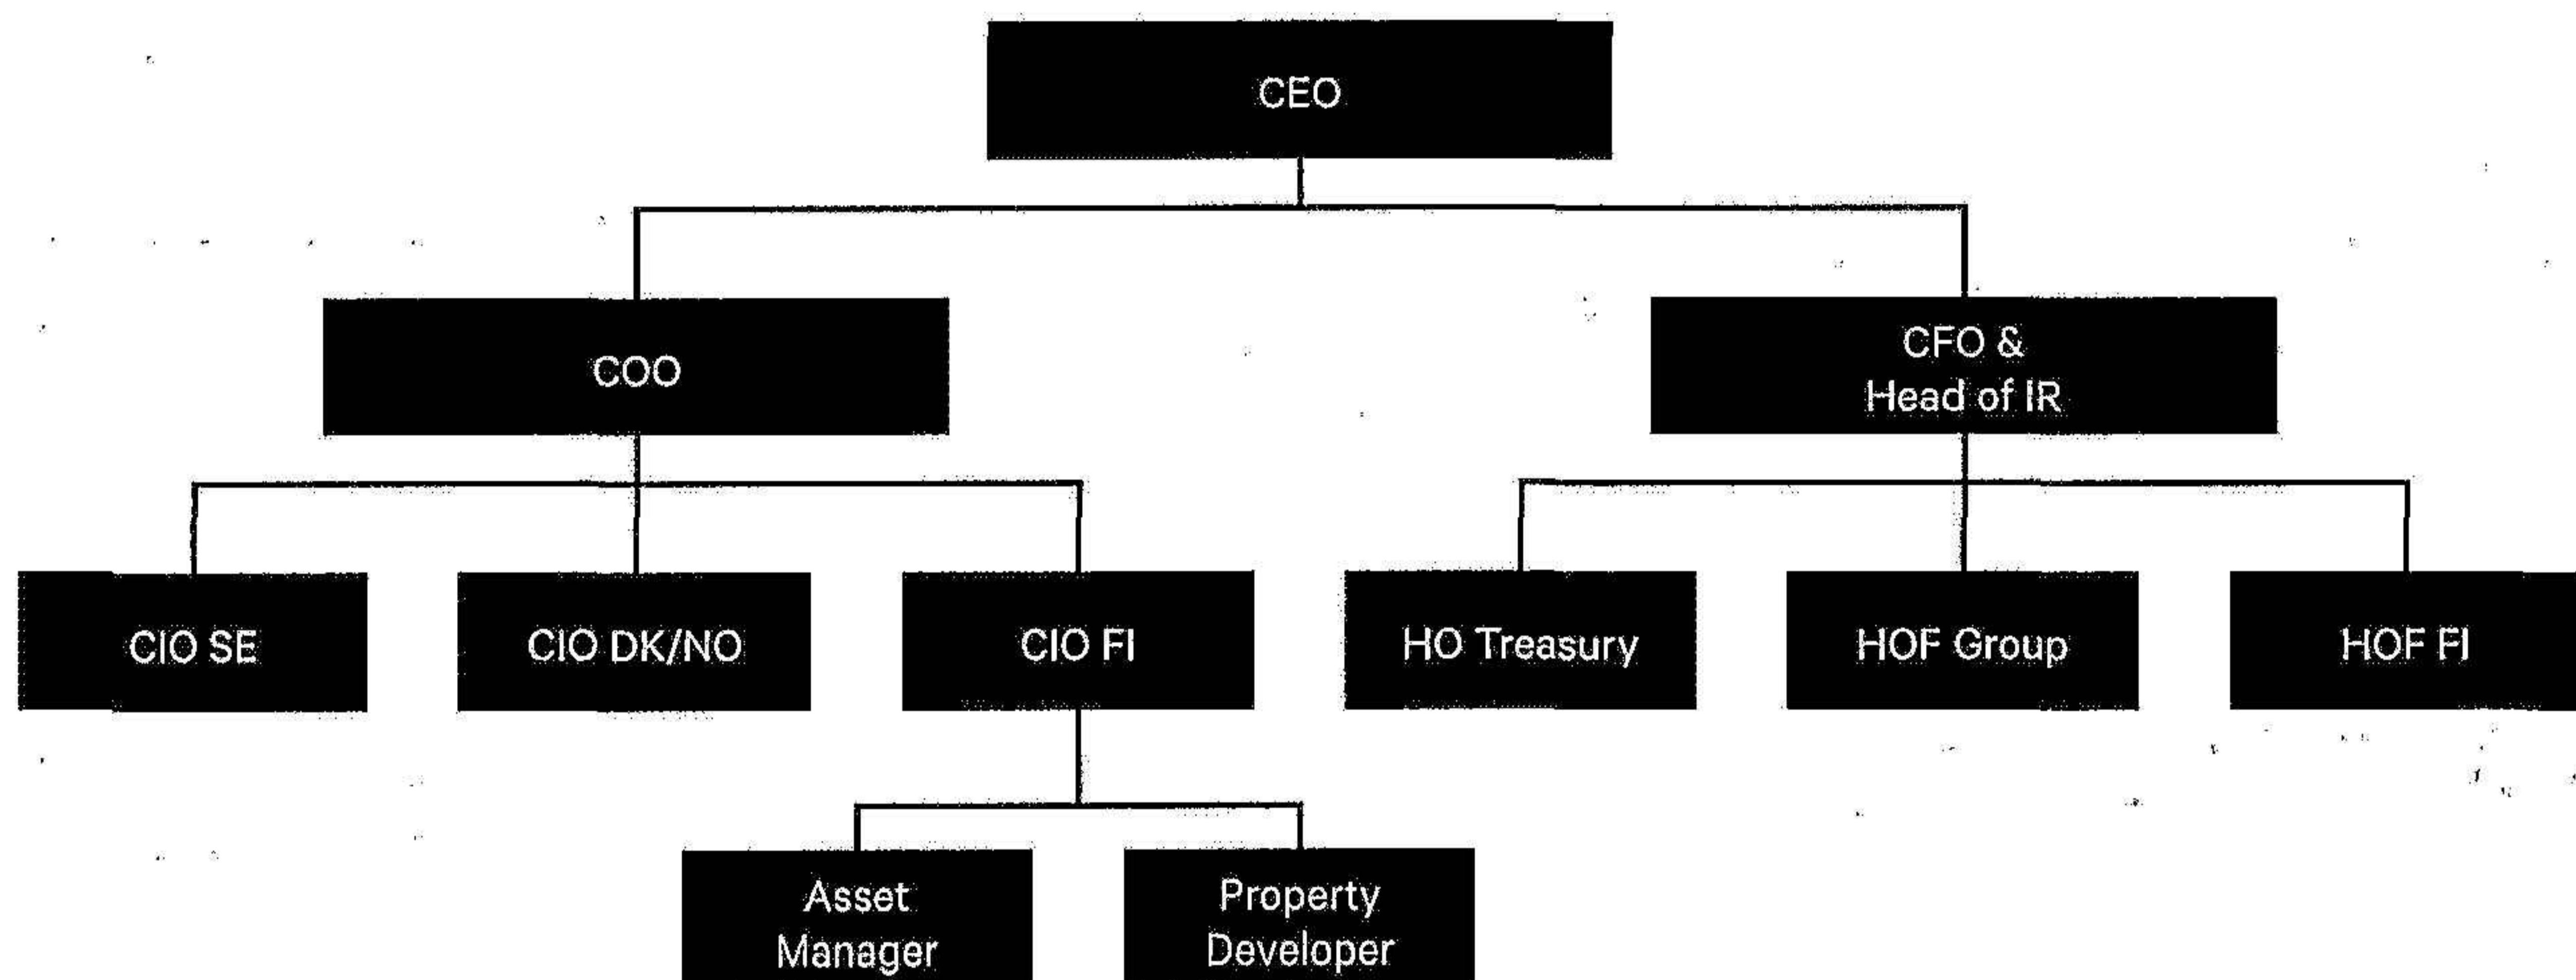 CEO
COO
CFO &
Head of IR
CIO SE
CIO DK/NO
CIO FI
HO Treasury
HOF Group
HOF FI
Asset
Manager
Property
Developer